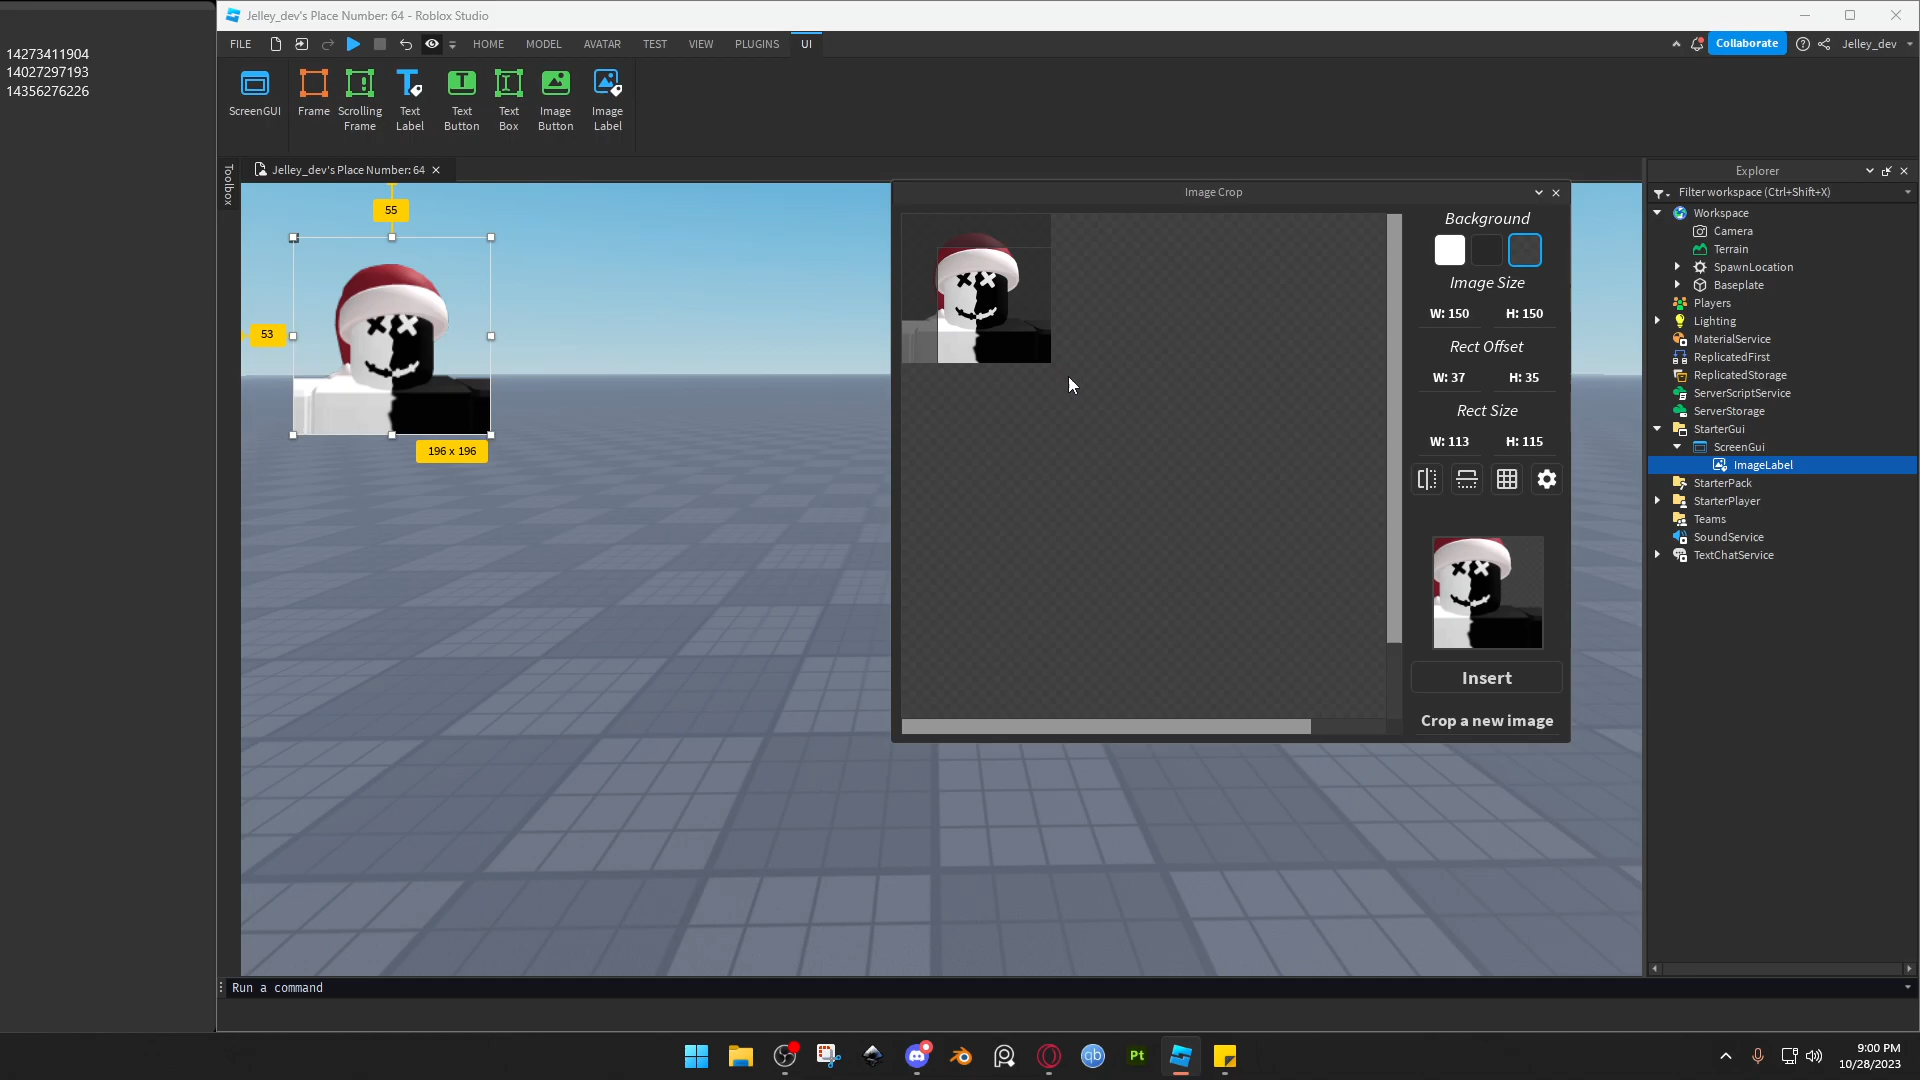 Jelley_dev's Place Number: 64 - Roblox Studio
14273411904
14027297193
14356276226
FILE
HOME
MODEL
AVATAR
TEST
VIEW
PLUGINS
UI
Collaborate
Jelley_dev
ScreenGUI
Frame
Scrolling
Frame
Text
Label
Text
Button
Text
Box
Image
Button
Image
Label
Toolbox
Jelley_dev's Place Number: 64
55
53
196 x 196
Image Crop
Background
Image Size
W: 150
H: 150
Rect Offset
W: 37
H: 35
Rect Size
W: 113
H: 115
Insert
Crop a new image
Explorer
Filter workspace (Ctrl+Shift+X)
Workspace
Camera
Terrain
SpawnLocation
Baseplate
Players
Lighting
MaterialService
ReplicatedFirst
ReplicatedStorage
ServerScriptService
ServerStorage
StarterGui
ScreenGui
ImageLabel
StarterPack
StarterPlayer
Teams
SoundService
TextChatService
Run a command
qb
Pt
9:00 PM
10/28/2023